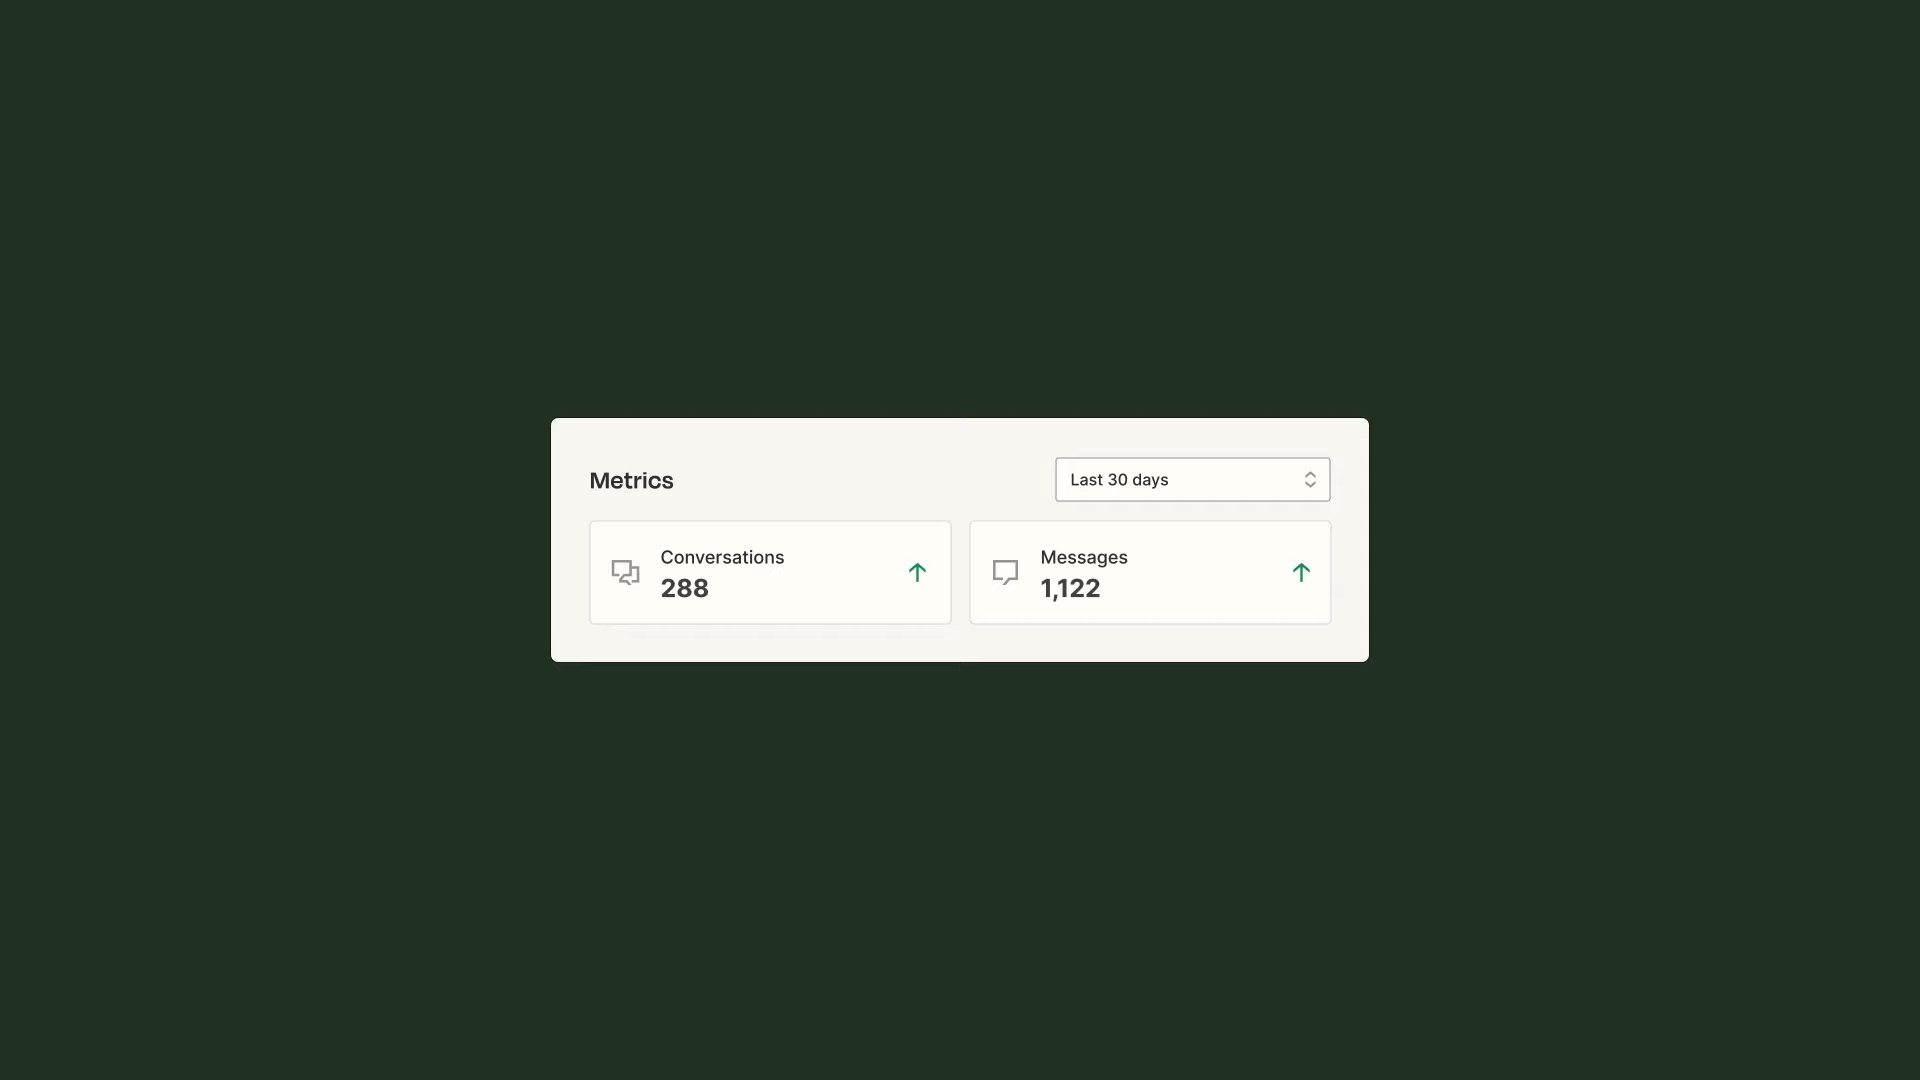 Metrics
Last 30 days
Conversations
288
Messages
1,122